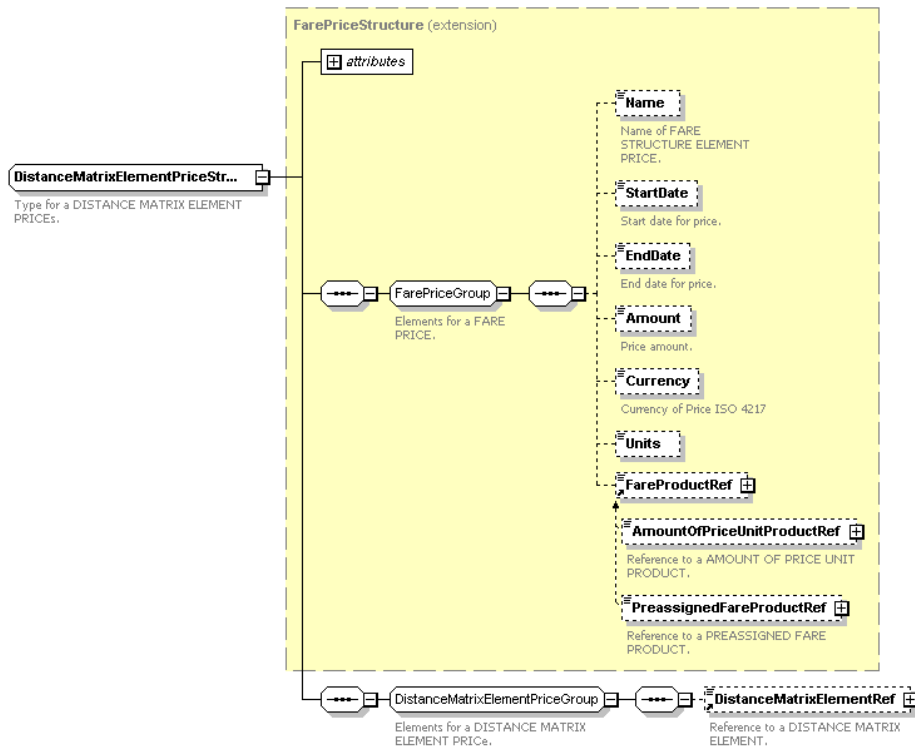 FarePriceStructure (extension)
attributes
Name
Name of FARE
STRUCTURE ELEMENT
PRICE.
DistanceMatrixElementPriceStr...
Type for a DISTANCE MATRIX ELEMENT
PRICEs.
StartDate
Start date for price.
EndDate
End date for price.
FarePriceGroup
Elements for a FARE
PRICE.
Amount
Price amount.
Currency
Currency of Price ISO 4217
Units
FareProductRef
AmountOfPriceUnitProductRef
Reference to a AMOUNT OF PRICE UNIT
PRODUCT.
PreassignedFareProductRef
Reference to a PREASSIGNED FARE
PRODUCT.
DistanceMatrixElementPriceGroup
Elements for a DISTANCE MATRIX
ELEMENT PRICe.
DistanceMatrixElementRef
Reference to a DISTANCE MATRIX
ELEMENT.